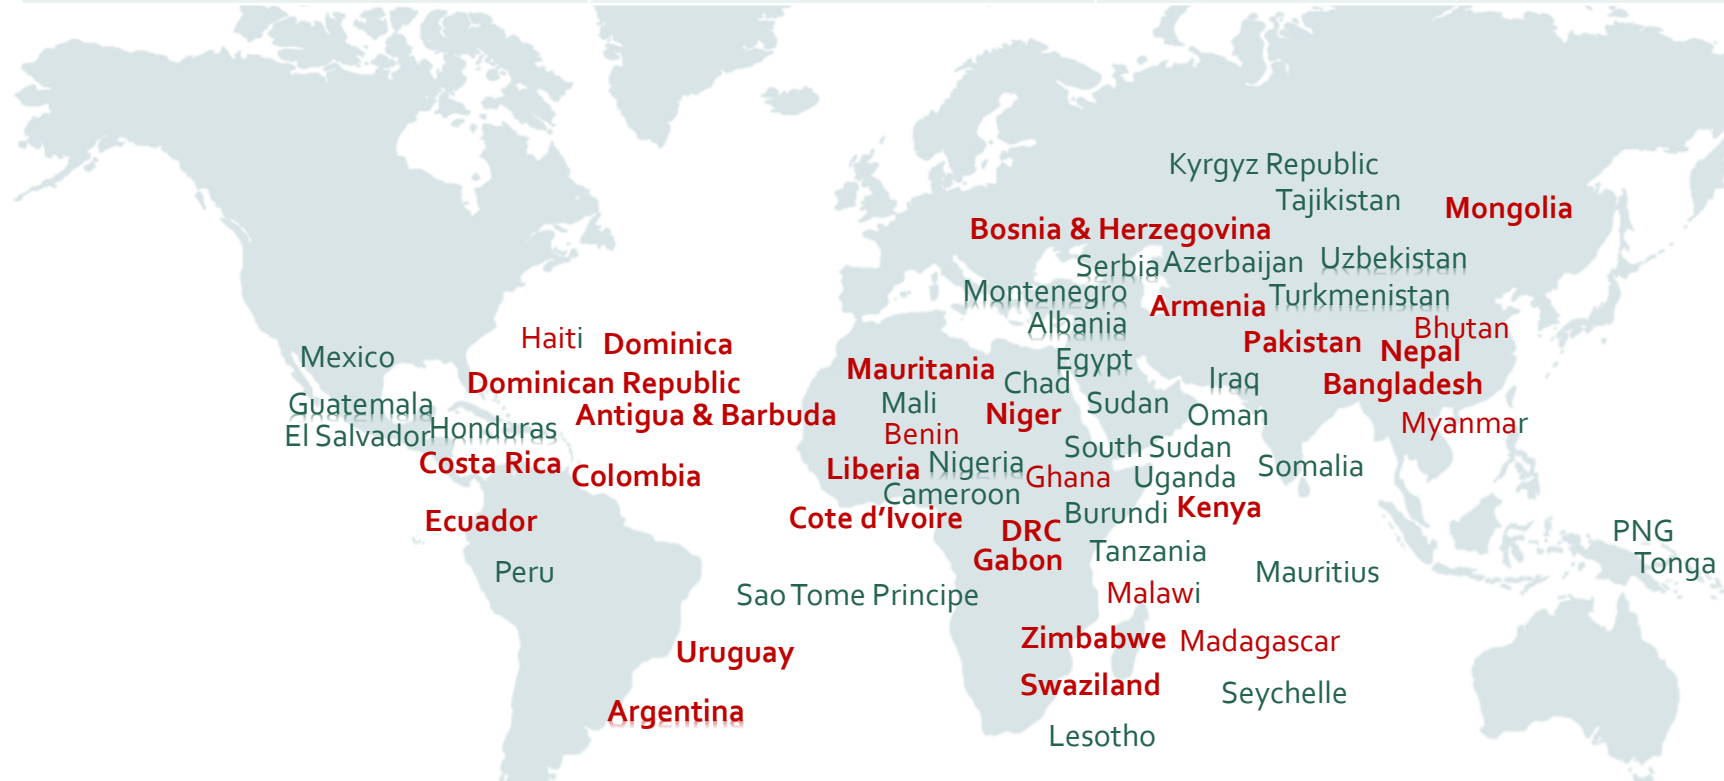 Kyrgyz Republic
Tajikistan
Mongolia
Bosnia & Herzegovina
Serbia
Azerbaijan
Uzbekistan
Montenegro
Armenia
Turkmenistan
Albania
Bhutan
Haiti
Dominica
Pakistan
Nepal
Mexico
Egypt
Mauritania
Chad
Iraq
Dominican Republic
Bangladesh
Guatemala
Antigua & Barbuda
Mali
Niger
Sudan
Oman
Myanmar
El Salvador
Honduras
Benin
South Sudan
Costa Rica
Colombia
Liberia
Nigeria
Ghana
Uganda
Somalia
Cameroon
Ecuador
Cote d’Ivoire
DRC
Burundi
Kenya
PNG
Gabon
Tanzania
Tonga
Peru
Mauritius
Sao Tome Principe
Malawi
Uruguay
Zimbabwe
Madagascar
Swaziland
Seychelle
Argentina
Lesotho